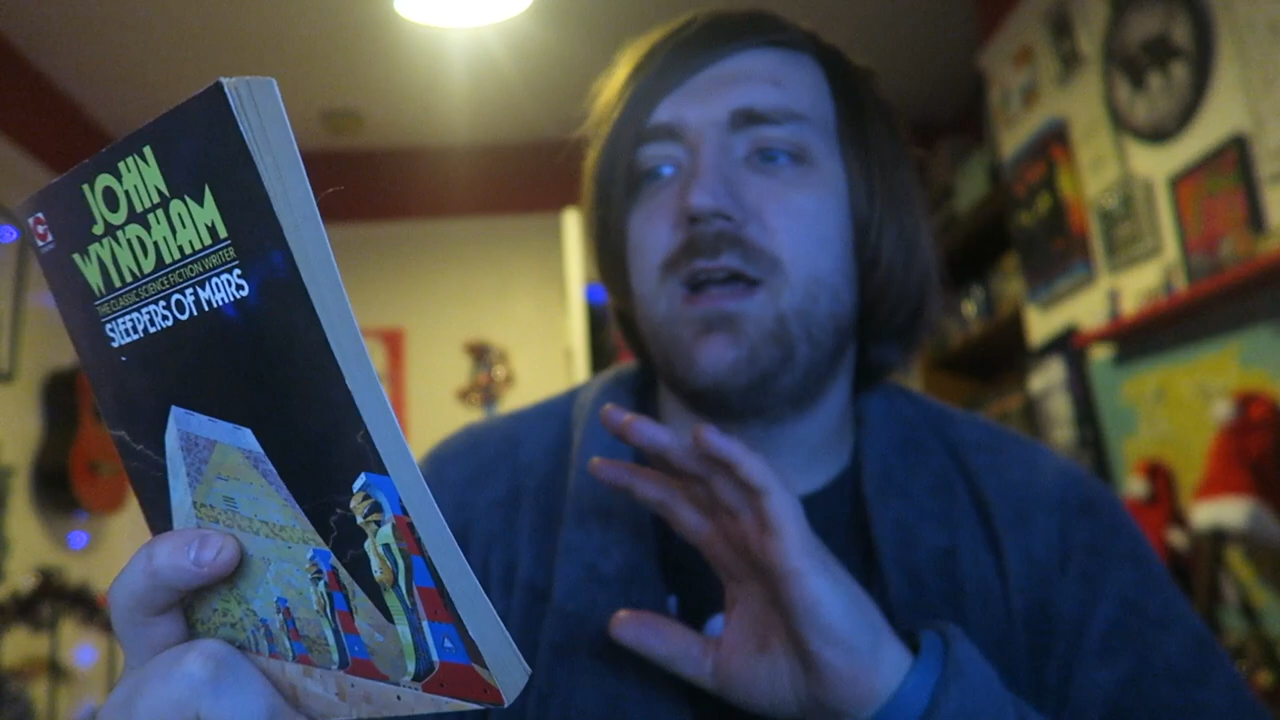 JOHN
WYNDHAM
THE CLASSIC SCIENCE FICTION WRITER
SLEEPERS OF MARS